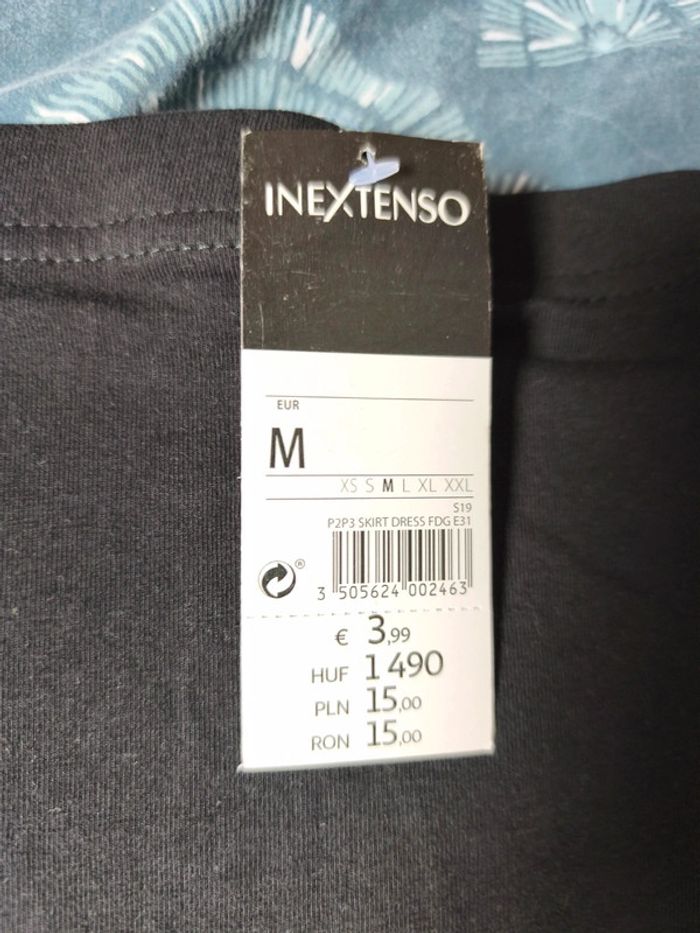 INEXTENSO
EUR
M
XS S M L XL XXL
S19
P2P3 SKIRT DRESS FDG E31
®
3 505624 002463
€ 3,99
HUF 1 490
PLN 15,00
RON 15,00